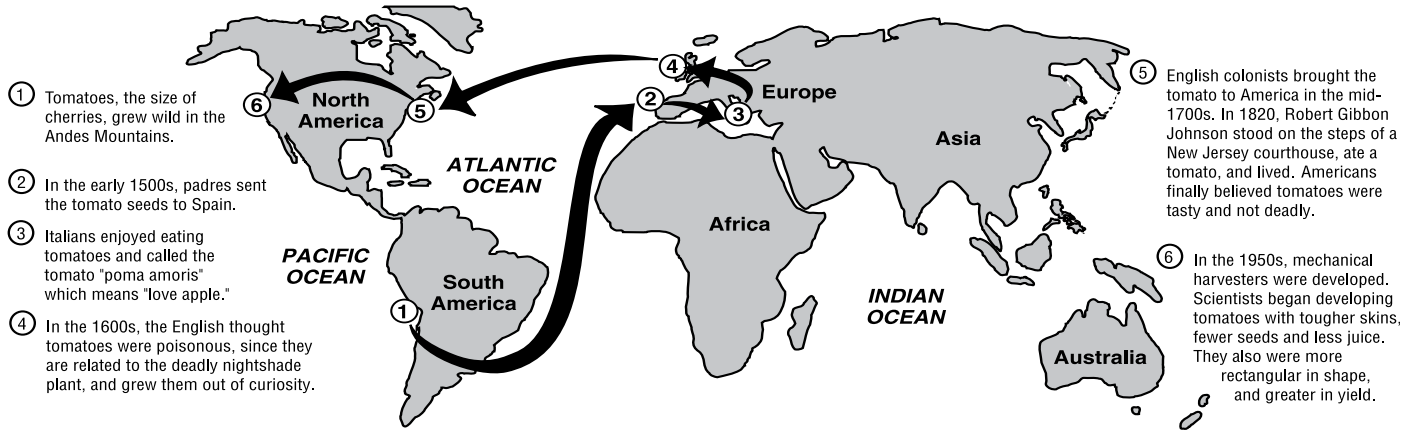 1 Tomatoes, the size of
cherries, grew wild in the
Andes Mountains.
2 In the early 1500s, padres sent
the tomato seeds to Spain.
3 Italians enjoyed eating
tomatoes and called the
tomato "poma amoris"
which means "love apple."
4 In the 1600s, the English thought
tomatoes were poisonous, since they
are related to the deadly nightshade
plant, and grew them out of curiosity.
6
North
America
5
ATLANTIC
OCEAN
PACIFIC
OCEAN
South
America
1
4
2
3
Europe
Africa
Asia
INDIAN
OCEAN
Australia
5 English colonists brought the
tomato to America in the mid-
1700s. In 1820, Robert Gibbon
Johnson stood on the steps of a
New Jersey courthouse, ate a
tomato, and lived. Americans
finally believed tomatoes were
tasty and not deadly.
6 In the 1950s, mechanical
harvesters were developed.
Scientists began developing
tomatoes with tougher skins,
fewer seeds and less juice.
They also were more
rectangular in shape,
and greater in yield.